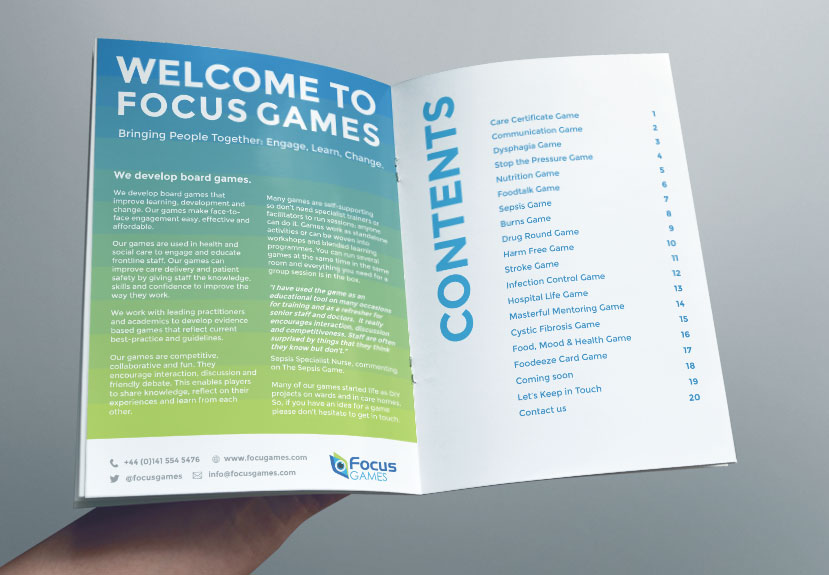 WELCOME TO
FOCUS GAMES
Bringing People Together: Engage, Learn, Change.
We develop board games.
We develop board games that
improve learning, development and
change. Our games make face-to-
face engagement easy, effective and
affordable.
Our games are used in health and
social care to engage and educate
frontline staff. Our games can
improve care delivery and patient
safety by giving staff the knowledge,
skills and confidence to improve the
way they work.
We work with leading practitioners
and academics to develop evidence
based games that reflect current
best-practice and guidelines.
Our games are competitive,
collaborative and fun. They
encourage interaction, discussion and
friendly debate. This enables players
to share knowledge, reflect on their
experiences and learn from each
other.
Many games are self-supporting
so don't need specialist trainers or
facilitators to run sessions; anyone
can do it. Games work as standalone
activities or can be woven into
workshops and blended learning
programmes. You can run several
games at the same time in the same
room and everything you need for a
group session is in the box.
"I have used the game as an
educational tool on many occasions
for training and as a refresher for
senior staff and doctors. It really
encourages interaction, discussion
and competitiveness. Staff are often
surprised by things that they think
they know but don't."
Sepsis Specialist Nurse, commenting
on The Sepsis Game.
Many of our games started life as DIY
projects on wards and in care homes.
So, if you have an idea for a game
please don't hesitate to get in touch.
+44 (0)141 554 5476 www.focugames.com
@focusgames info@focusgames.com
Focus
GAMES
CONTENTS
Care Certificate Game 1
Communication Game 2
Dysphagia Game 3
Stop the Pressure Game 4
Nutrition Game 5
Foodtalk Game 6
Sepsis Game 7
Burns Game 8
Drug Round Game 9
Harm Free Game 10
Stroke Game 11
Infection Control Game 12
Hospital Life Game 13
Masterful Mentoring Game 14
Cystic Fibrosis Game 15
Food, Mood & Health Game 16
Foodeeze Card Game 17
Coming soon 18
Let's Keep in Touch 19
Contact us 20